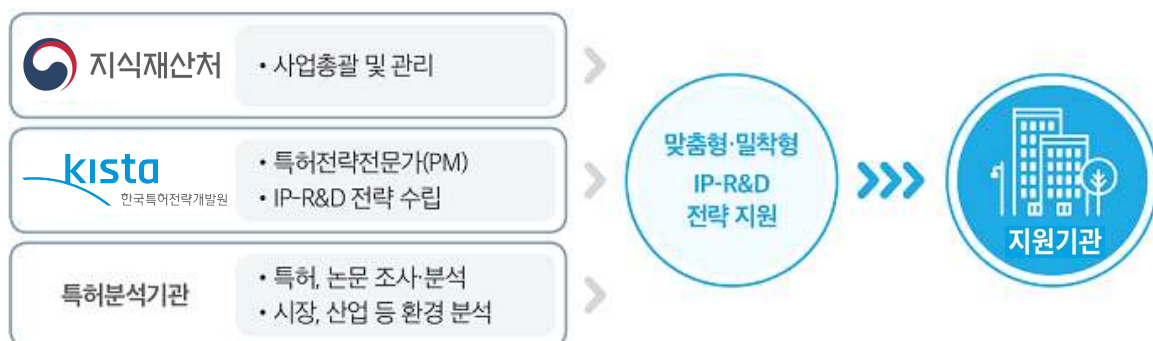 지식재산처
• 사업총괄 및 관리
kista
한국특허전략개발원
• 특허전략전문가(PM)
• IP-R&D 전략 수립
특허분석기관
• 특허, 논문 조사·분석
• 시장, 산업 등 환경 분석
맞춤형·밀착형
IP-R&D
전략 지원
지원기관